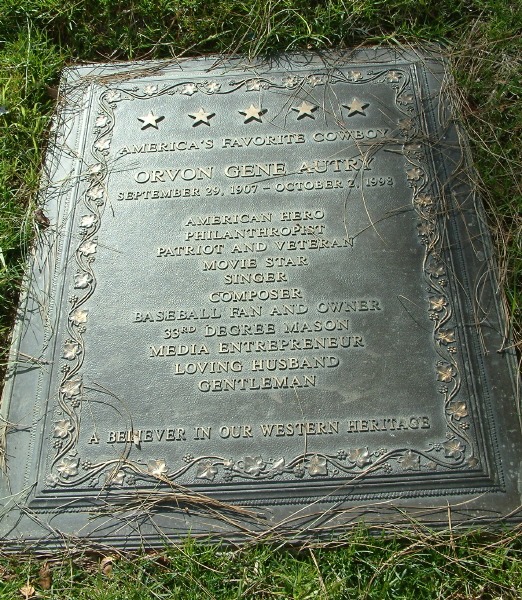 AMERICA'S FAVORITE COWBOY
ORVON GENE AUTRY
SEPTEMBER 29, 1907 – OCTOBER 2, 1998
AMERICAN HERO
PHILANTHROPIST
PATRIOT AND VETERAN
MOVIE STAR
SINGER
COMPOSER
BASEBALL FAN AND OWNER
33RD DEGREE MASON
MEDIA ENTREPRENEUR
LOVING HUSBAND
GENTLEMAN
A BELIEVER IN OUR WESTERN HERITAGE